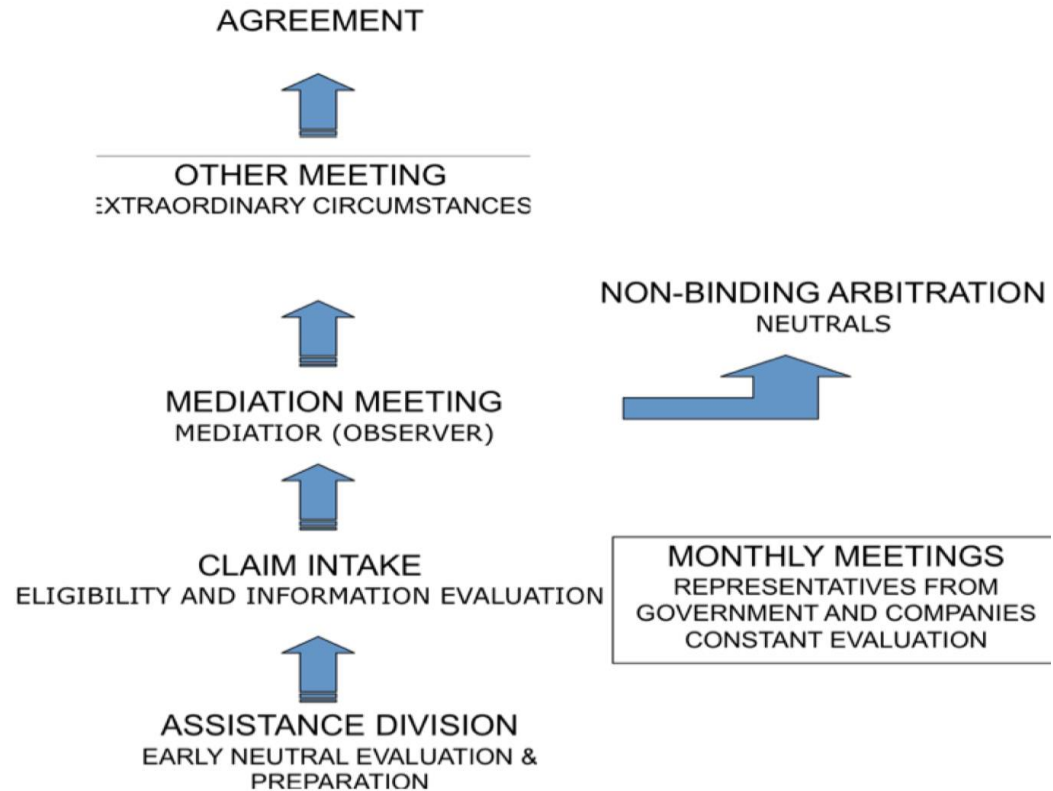 AGREEMENT
OTHER MEETING
EXTRAORDINARY CIRCUMSTANCES
NON-BINDING ARBITRATION
NEUTRALS
MEDIATION MEETING
MEDIATIOR (OBSERVER)
CLAIM INTAKE
ELIGIBILITY AND INFORMATION EVALUATION
MONTHLY MEETINGS
REPRESENTATIVES FROM
GOVERNMENT AND COMPANIES
CONSTANT EVALUATION
ASSISTANCE DIVISION
EARLY NEUTRAL EVALUATION &
PREPARATION